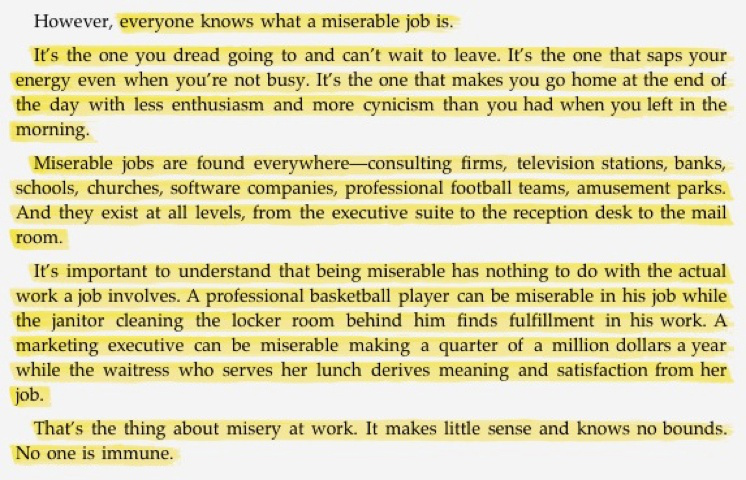 However, everyone knows what a miserable job is.
It's the one you dread going to and can't wait to leave. It's the one that saps your
energy even when you're not busy. It's the one that makes you go home at the end of
the day with less enthusiasm and more cynicism than you had when you left in the
morning.
Miserable jobs are found everywhere—consulting firms, television stations, banks,
schools, churches, software companies, professional football teams, amusement parks.
And they exist at all levels, from the executive suite to the reception desk to the mail
room.
It's important to understand that being miserable has nothing to do with the actual
work a job involves. A professional basketball player can be miserable in his job while
the janitor cleaning the locker room behind him finds fulfillment in his work. A
marketing executive can be miserable making a quarter of a million dollars a year
while the waitress who serves her lunch derives meaning and satisfaction from her
job.
That's the thing about misery at work. It makes little sense and knows no bounds.
No one is immune.